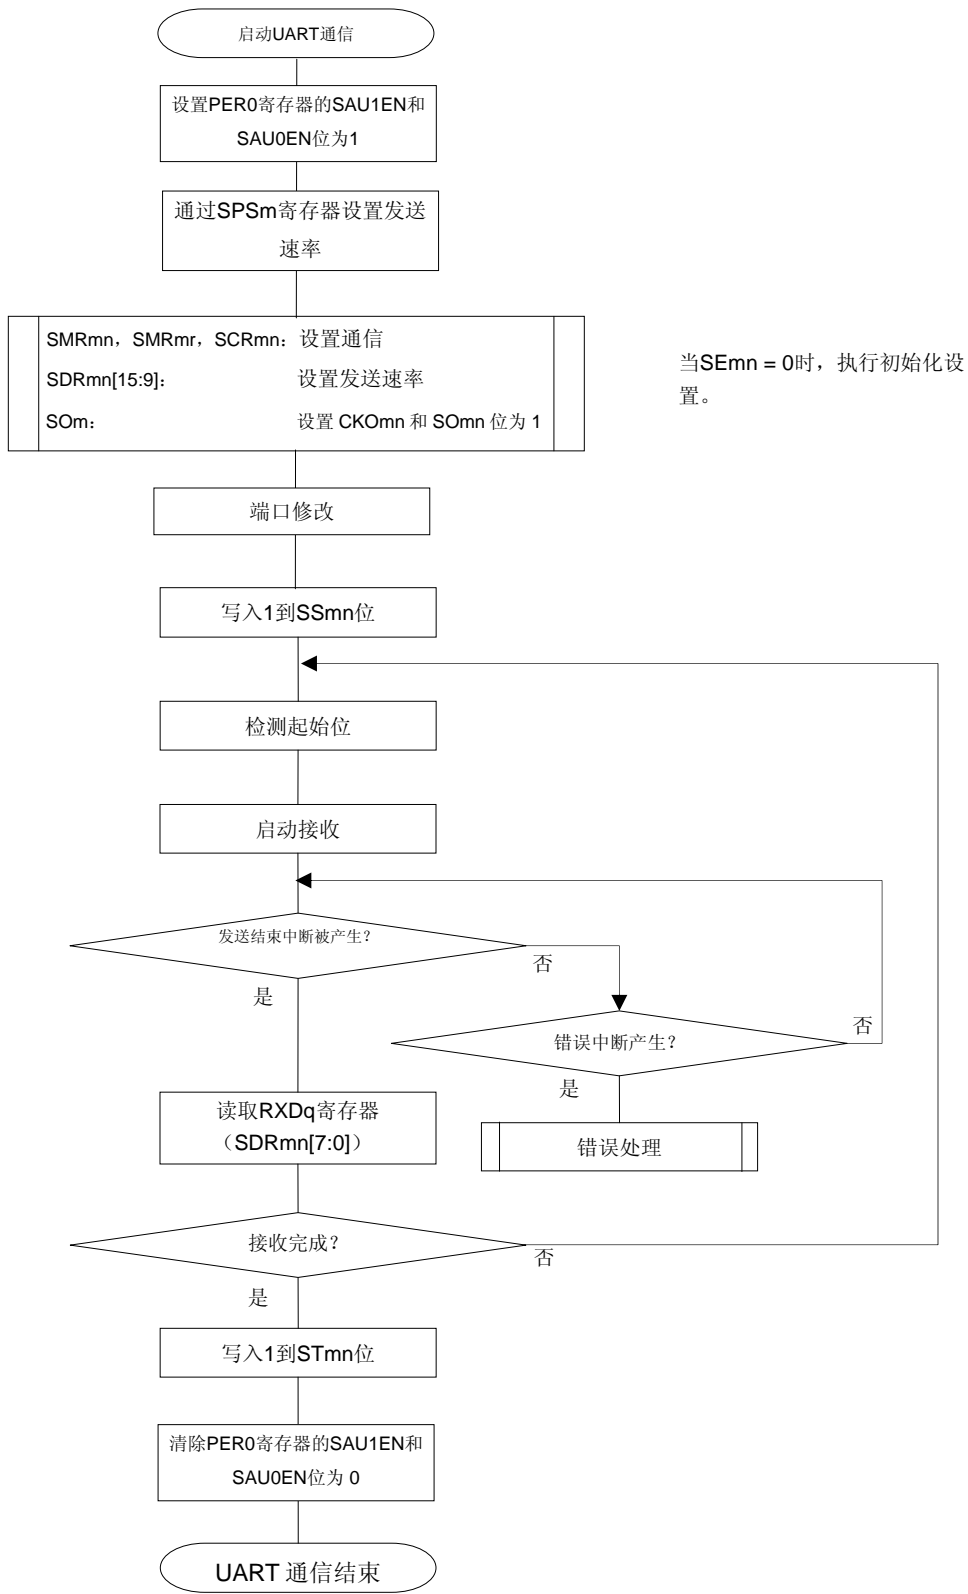 启动UART通信
设置PER0寄存器的SAU1EN和
SAU0EN位为1
通过SPSm寄存器设置发送
速率
SMRmn，SMRmr，SCRmn：设置通信
SDRmn[15:9]： 设置发送速率
SOm： 设置 CKOmn 和 SOmn 位为 1
当SEmn = 0时，执行初始化设
置。
端口修改
写入1到SSmn位
检测起始位
启动接收
发送结束中断被产生？
否
是
错误中断产生？
否
是
读取RXDq寄存器
（SDRmn[7:0]）
错误处理
接收完成？
否
是
写入1到STmn位
清除PER0寄存器的SAU1EN和
SAU0EN位为 0
UART 通信结束